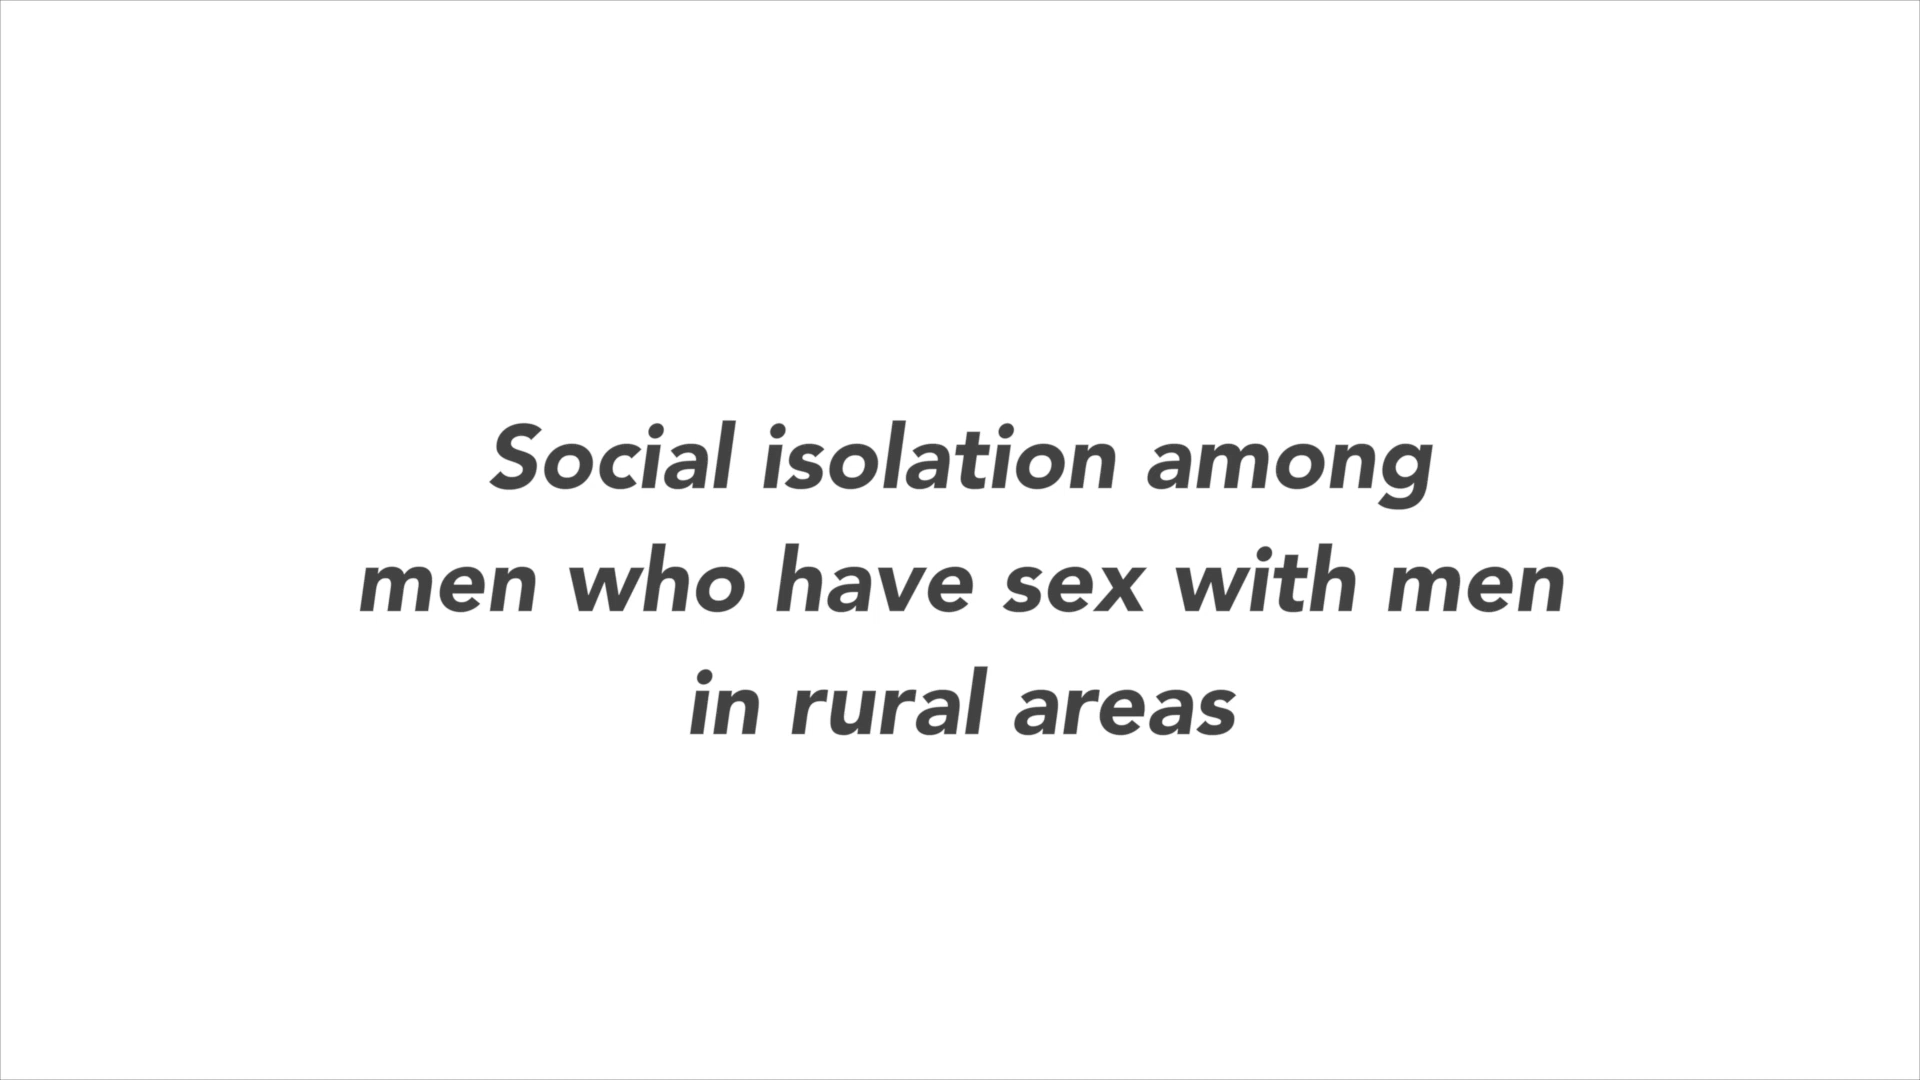 Social isolation among
men who have sex with men
in rural areas